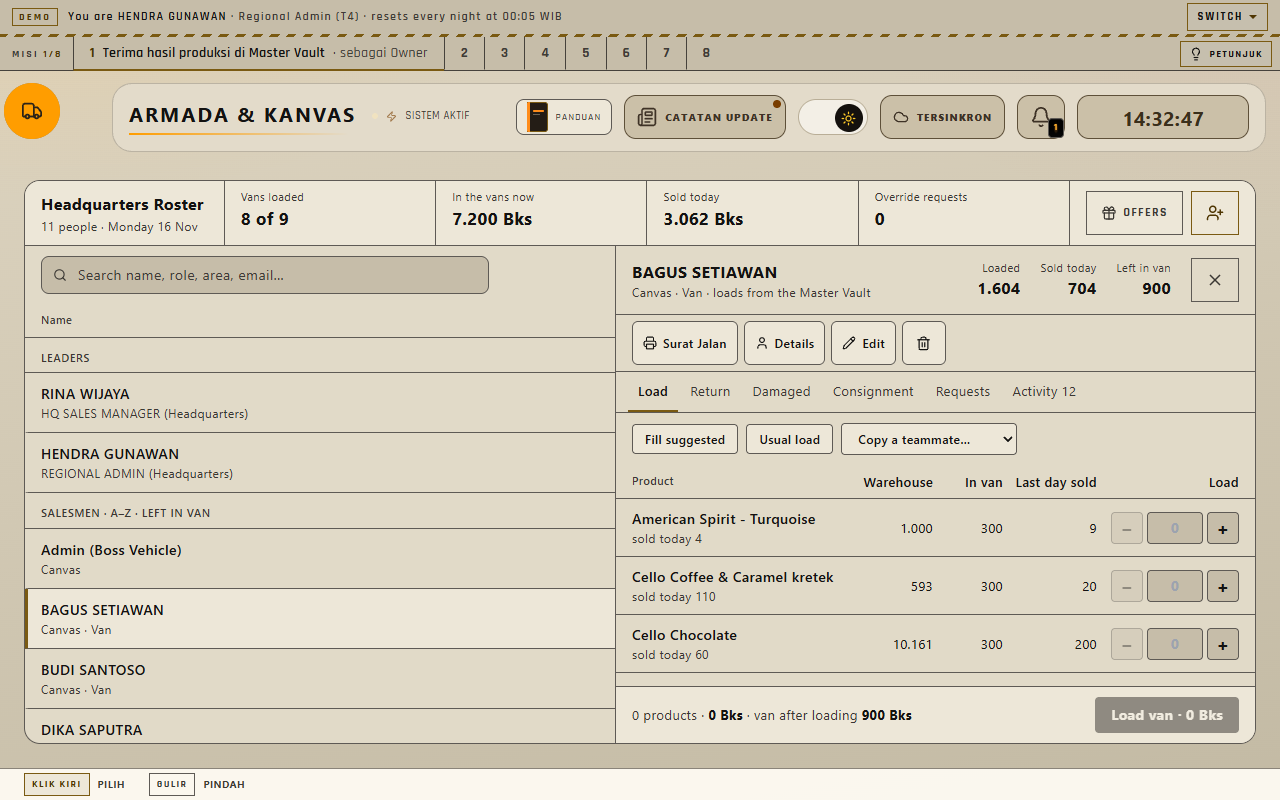 DEMO You are HENDRA GUNAWAN · Regional Admin (T4) · resets every night at 00:05 WIB SWITCH
MISI 1/8 1 Terima hasil produksi di Master Vault · sebagai Owner 2 3 4 5 6 7 8 PETUNJUK
ARMADA & KANVAS SISTEM AKTIF PANDUAN CATATAN UPDATE TERSINKRON 1 14:32:47
Headquarters Roster
11 people · Monday 16 Nov
Vans loaded
8 of 9
In the vans now
7.200 Bks
Sold today
3.062 Bks
Override requests
0
OFFERS
Search name, role, area, email...
Name
LEADERS
RINA WIJAYA
HQ SALES MANAGER (Headquarters)
HENDRA GUNAWAN
REGIONAL ADMIN (Headquarters)
SALESMEN · A–Z · LEFT IN VAN
Admin (Boss Vehicle)
Canvas
BAGUS SETIAWAN
Canvas · Van
BUDI SANTOSO
Canvas · Van
DIKA SAPUTRA
BAGUS SETIAWAN
Canvas · Van · loads from the Master Vault
Loaded
1.604
Sold today
704
Left in van
900
Surat Jalan Details Edit
Load Return Damaged Consignment Requests Activity 12
Fill suggested Usual load Copy a teammate...
Product Warehouse In van Last day sold Load
American Spirit - Turquoise 1.000 300 9 − 0 +
sold today 4
Cello Coffee & Caramel kretek 593 300 20 − 0 +
sold today 110
Cello Chocolate 10.161 300 200 − 0 +
sold today 60
0 products · 0 Bks · van after loading 900 Bks Load van · 0 Bks
KLIK KIRI PILIH GULIR PINDAH